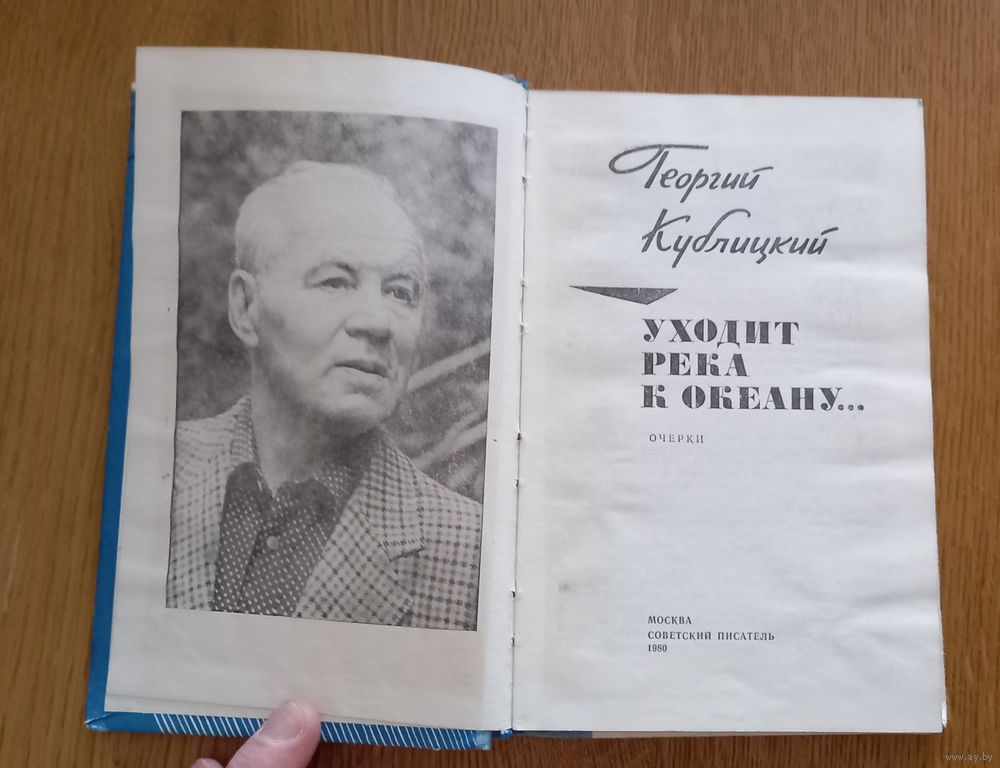 Георгий
Кублицкий
УХОДИТ
РЕКА
К ОКЕАНУ...
ОЧЕРКИ
МОСКВА
СОВЕТСКИЙ ПИСАТЕЛЬ
1980
www.ay.by